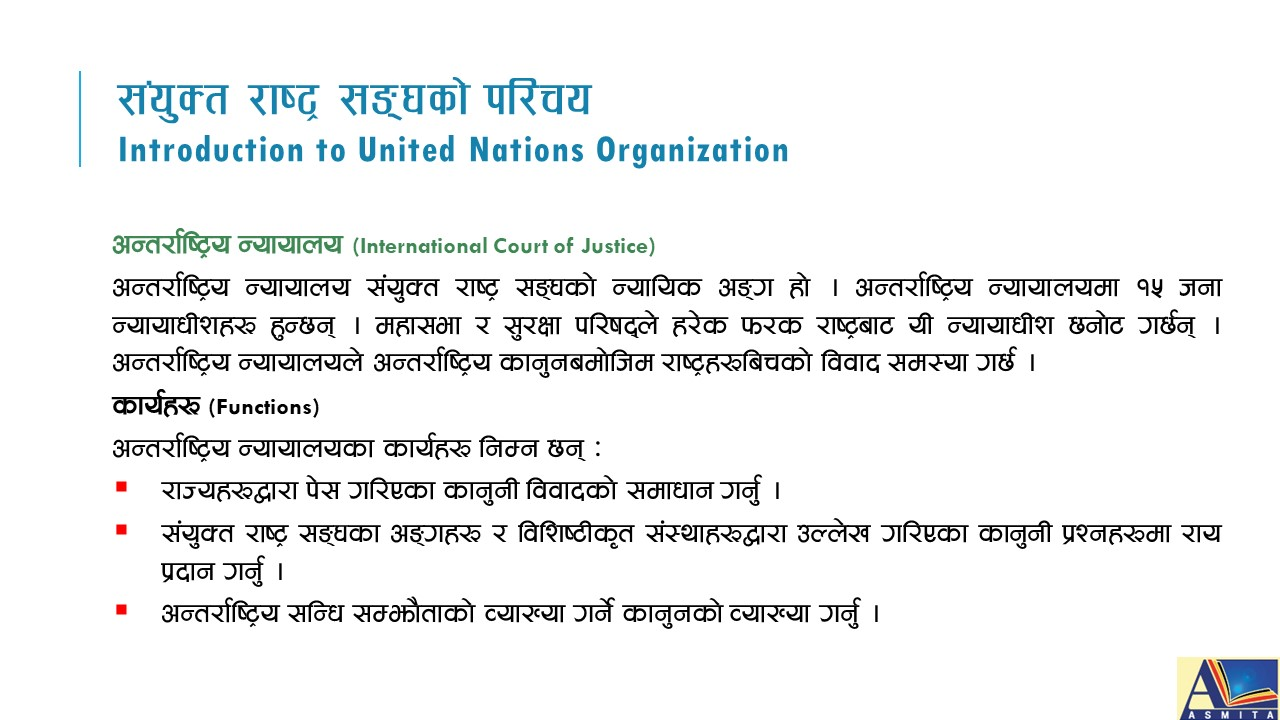 संयुक्त राष्ट्र सङ्घको परिचय
Introduction to United Nations Organization
अन्तर्राष्ट्रिय न्यायालय (International Court of Justice)
अन्तर्राष्ट्रिय न्यायालय संयुक्त राष्ट्र सङ्घको न्यायिक अङ्ग हो । अन्तर्राष्ट्रिय न्यायालयमा १५ जना
न्यायाधीशहरु हुन्छन् । महासभा र सुरक्षा परिषद्ले हरेक फरक राष्ट्रबाट यी न्यायाधीश छनोट गर्छन् ।
अन्तर्राष्ट्रिय न्यायालयले अन्तर्राष्ट्रिय कानुनबमोजिम राष्ट्रहरुबिचको विवाद समस्या गर्छ ।
कार्यहरु (Functions)
अन्तर्राष्ट्रिय न्यायालयका कार्यहरु निम्न छन् :
▪ राज्यहरुद्वारा पेस गरिएका कानुनी विवादको समाधान गर्नु ।
▪ संयुक्त राष्ट्र सङ्घका अङ्गहरु र विशिष्टीकृत संस्थाहरुद्वारा उल्लेख गरिएका कानुनी प्रश्नहरुमा राय
प्रदान गर्नु ।
▪ अन्तर्राष्ट्रिय सन्धि सम्झौताको व्याख्या गर्ने कानुनको व्याख्या गर्नु ।
ASMITA